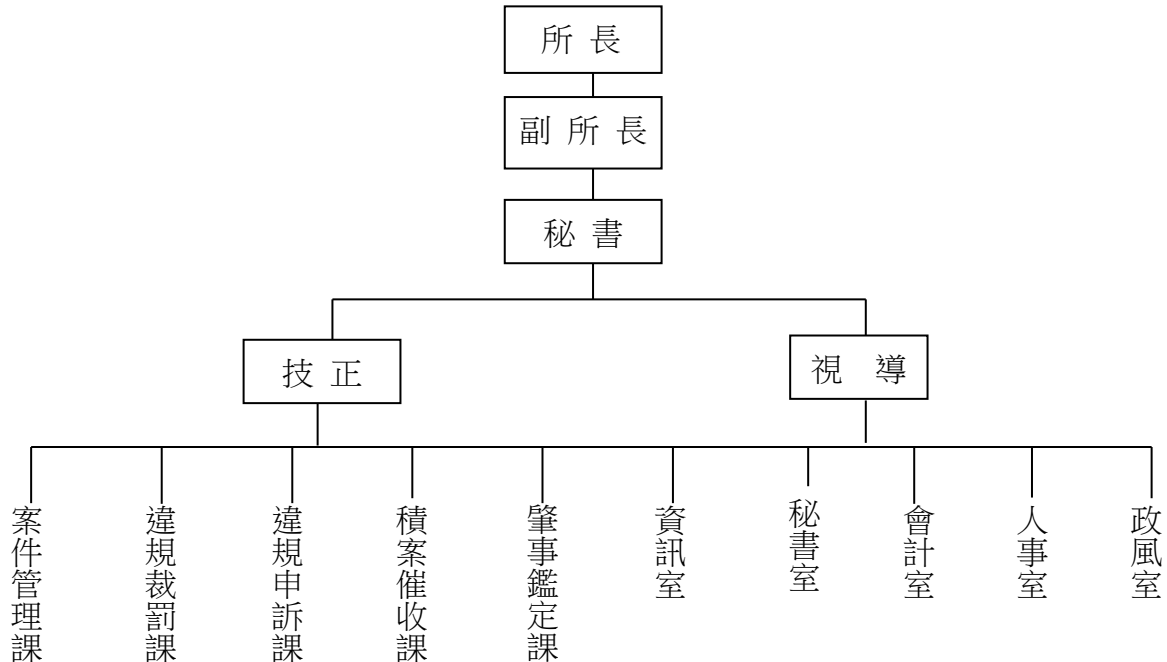 所 長
副 所 長
秘 書
技 正
視 導
案件管理課
違規裁罰課
違規申訴課
積案催收課
肇事鑑定課
資訊室
秘書室
會計室
人事室
政風室